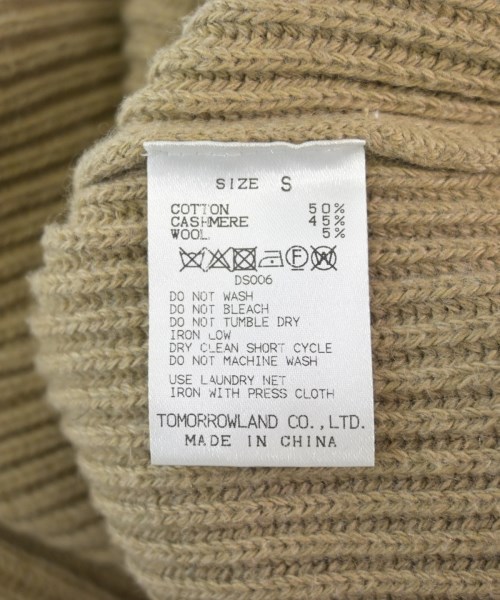 SIZE S
COTTON 50%
CASHMERE 45%
WOOL 5%
DS006
DO NOT WASH
DO NOT BLEACH
DO NOT TUMBLE DRY
IRON LOW
DRY CLEAN SHORT CYCLE
DO NOT MACHINE WASH
USE LAUNDRY NET
IRON WITH PRESS CLOTH
TOMORROWLAND CO.,LTD.
MADE IN CHINA